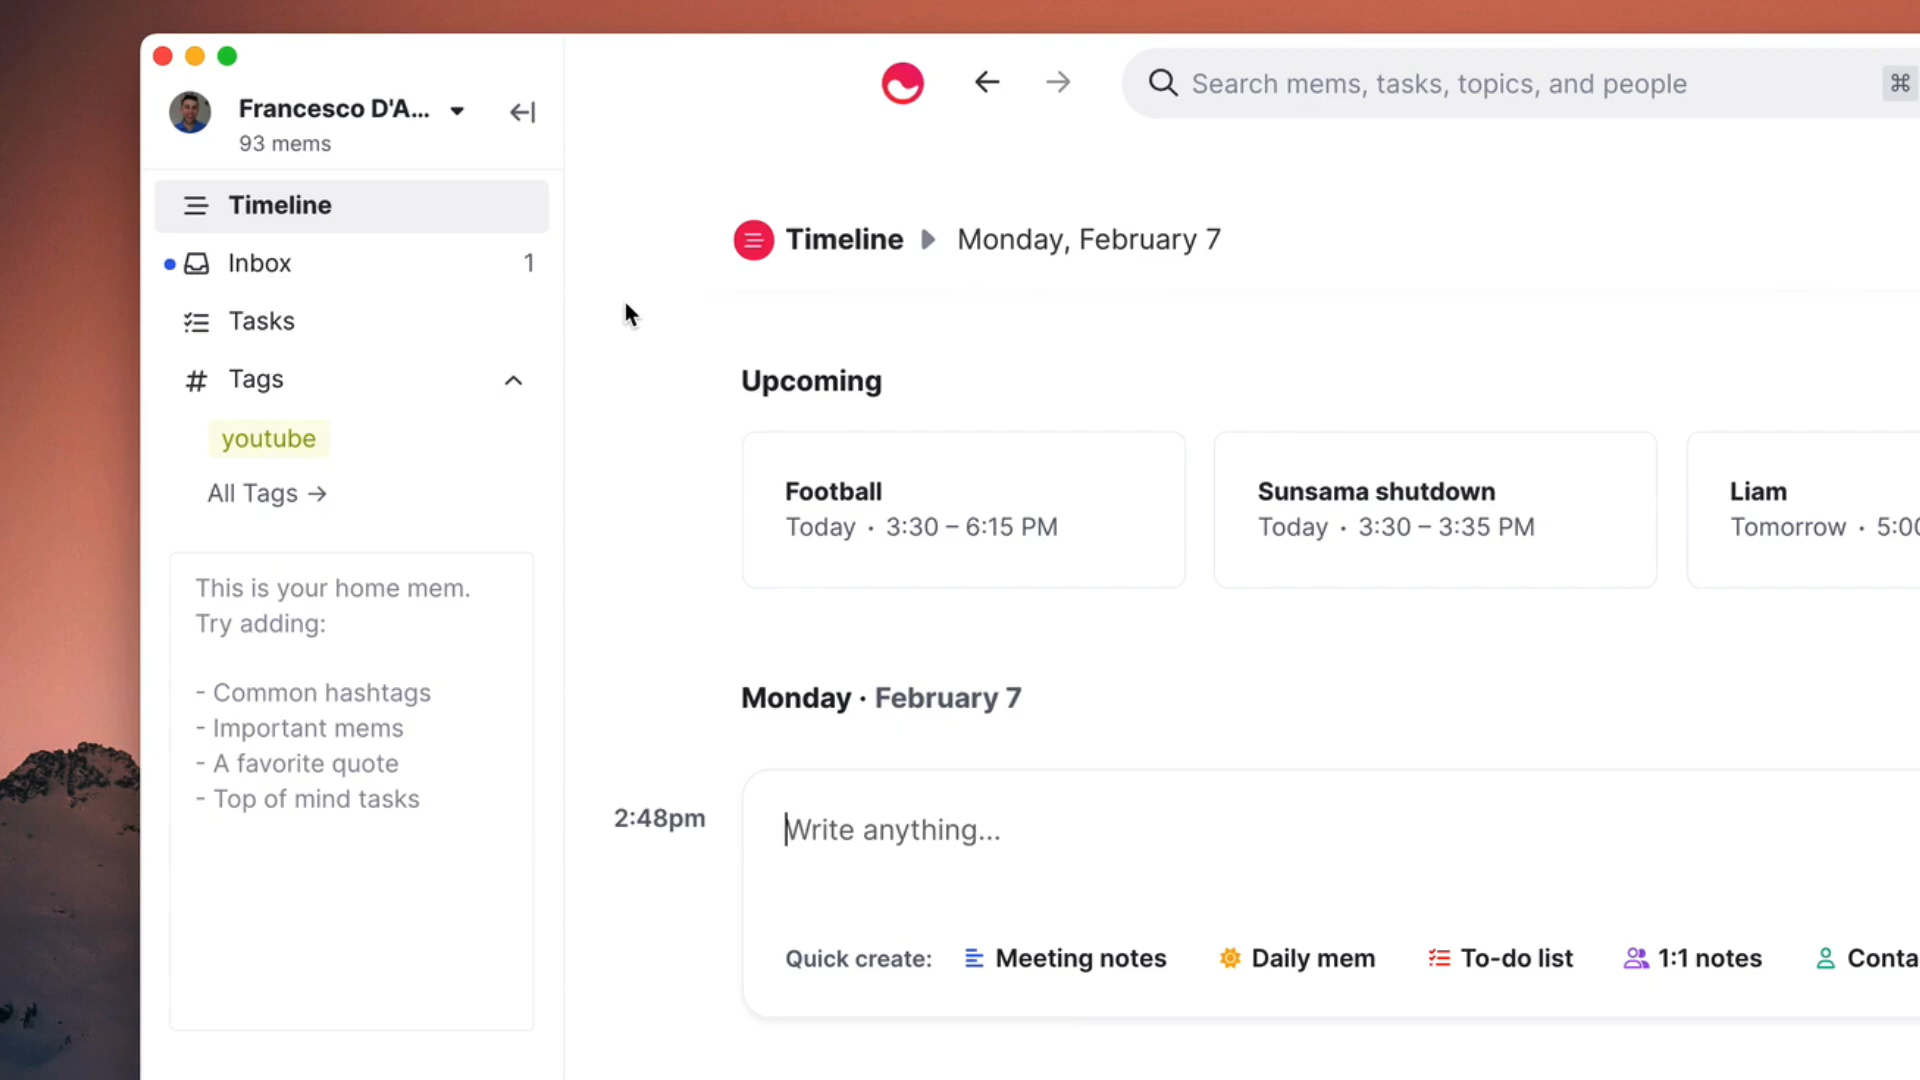 Francesco D'A...
93 mems
Search mems, tasks, topics, and people
⌘
Timeline
Inbox 1
Tasks
# Tags
youtube
All Tags →
This is your home mem.
Try adding:
- Common hashtags
- Important mems
- A favorite quote
- Top of mind tasks
Timeline Monday, February 7
Upcoming
Football
Today · 3:30 – 6:15 PM
Sunsama shutdown
Today · 3:30 – 3:35 PM
Liam
Tomorrow · 5:00
Monday · February 7
2:48pm
Write anything...
Quick create: Meeting notes Daily mem To-do list 1:1 notes Conta